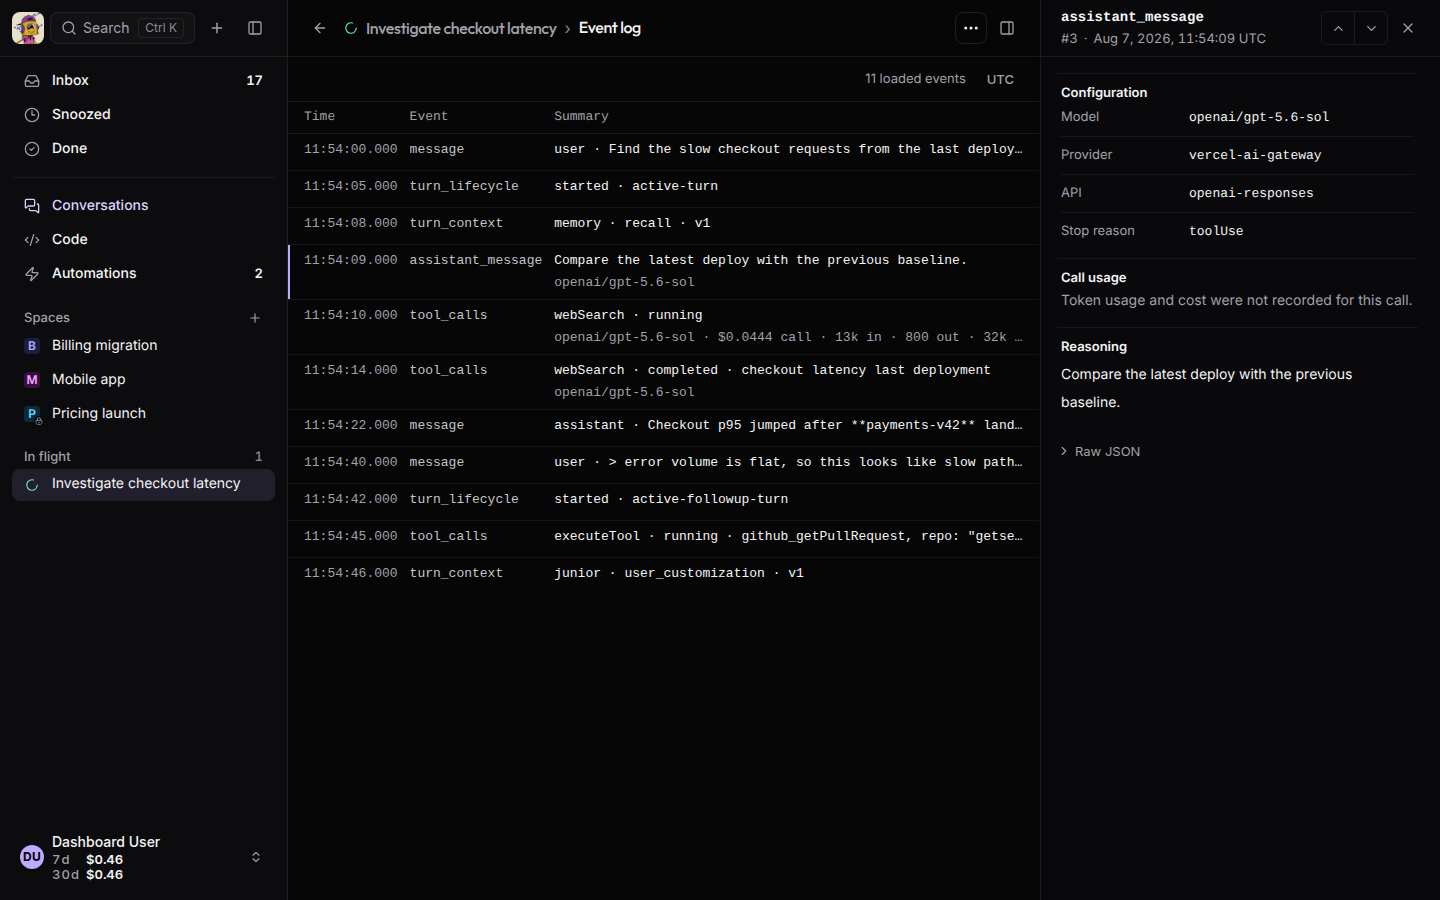 Search Ctrl K
Inbox 17
Snoozed
Done
Conversations
Code
Automations 2
Spaces
B Billing migration
M Mobile app
P Pricing launch
In flight 1
Investigate checkout latency
DU Dashboard User
7d $0.46
30d $0.46
Investigate checkout latency › Event log
11 loaded events UTC
Time Event Summary
11:54:00.000 message user · Find the slow checkout requests from the last deploy…
11:54:05.000 turn_lifecycle started · active-turn
11:54:08.000 turn_context memory · recall · v1
11:54:09.000 assistant_message Compare the latest deploy with the previous baseline.
openai/gpt-5.6-sol
11:54:10.000 tool_calls webSearch · running
openai/gpt-5.6-sol · $0.0444 call · 13k in · 800 out · 32k …
11:54:14.000 tool_calls webSearch · completed · checkout latency last deployment
openai/gpt-5.6-sol
11:54:22.000 message assistant · Checkout p95 jumped after **payments-v42** land…
11:54:40.000 message user · > error volume is flat, so this looks like slow path…
11:54:42.000 turn_lifecycle started · active-followup-turn
11:54:45.000 tool_calls executeTool · running · github_getPullRequest, repo: "getse…
11:54:46.000 turn_context junior · user_customization · v1
assistant_message
#3 · Aug 7, 2026, 11:54:09 UTC
Configuration
Model openai/gpt-5.6-sol
Provider vercel-ai-gateway
API openai-responses
Stop reason toolUse
Call usage
Token usage and cost were not recorded for this call.
Reasoning
Compare the latest deploy with the previous
baseline.
Raw JSON